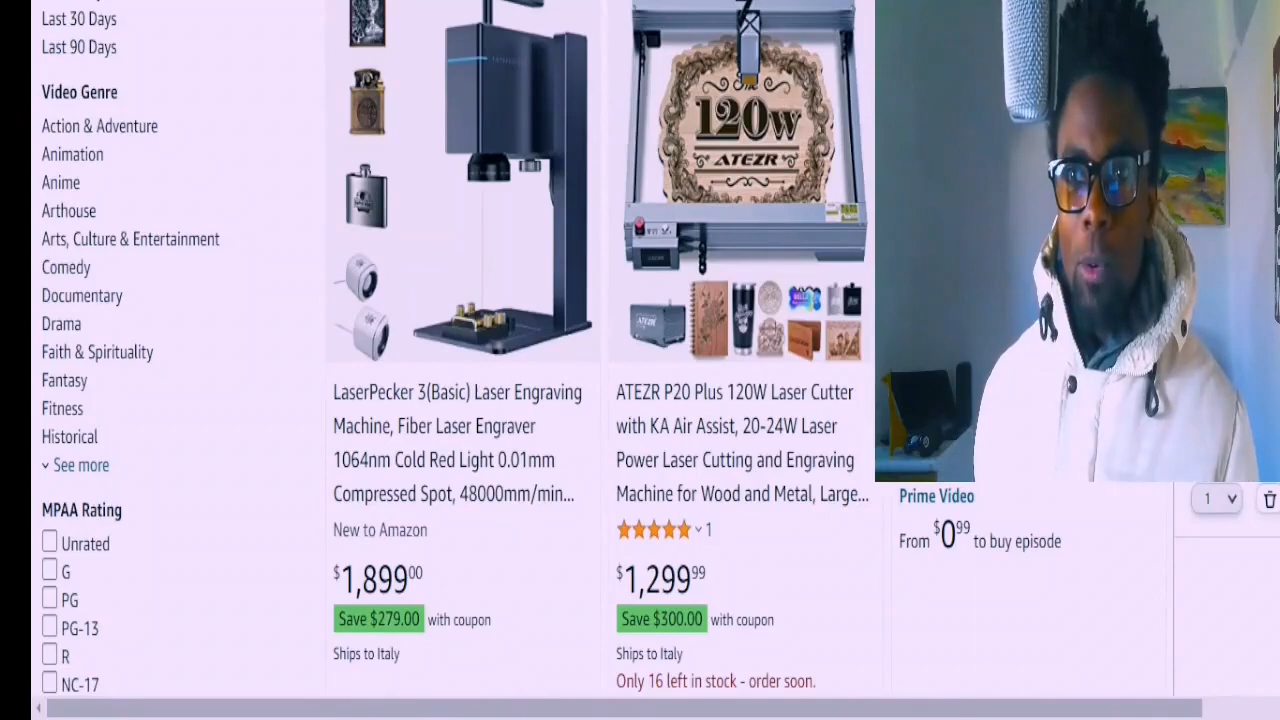 Last 30 Days
Last 90 Days
Video Genre
Action & Adventure
Animation
Anime
Arthouse
Arts, Culture & Entertainment
Comedy
Documentary
Drama
Faith & Spirituality
Fantasy
Fitness
Historical
See more
MPAA Rating
Unrated
G
PG
PG-13
R
NC-17
LaserPecker 3(Basic) Laser Engraving
Machine, Fiber Laser Engraver
1064nm Cold Red Light 0.01mm
Compressed Spot, 48000mm/min...
New to Amazon
$1,899.00
Save $279.00 with coupon
Ships to Italy
120W
ATEZR
ATEZR
ATEZR P20 Plus 120W Laser Cutter
with KA Air Assist, 20-24W Laser
Power Laser Cutting and Engraving
Machine for Wood and Metal, Large...
1
$1,299.99
Save $300.00 with coupon
Ships to Italy
Only 16 left in stock - order soon.
Prime Video
From $0.99 to buy episode
1